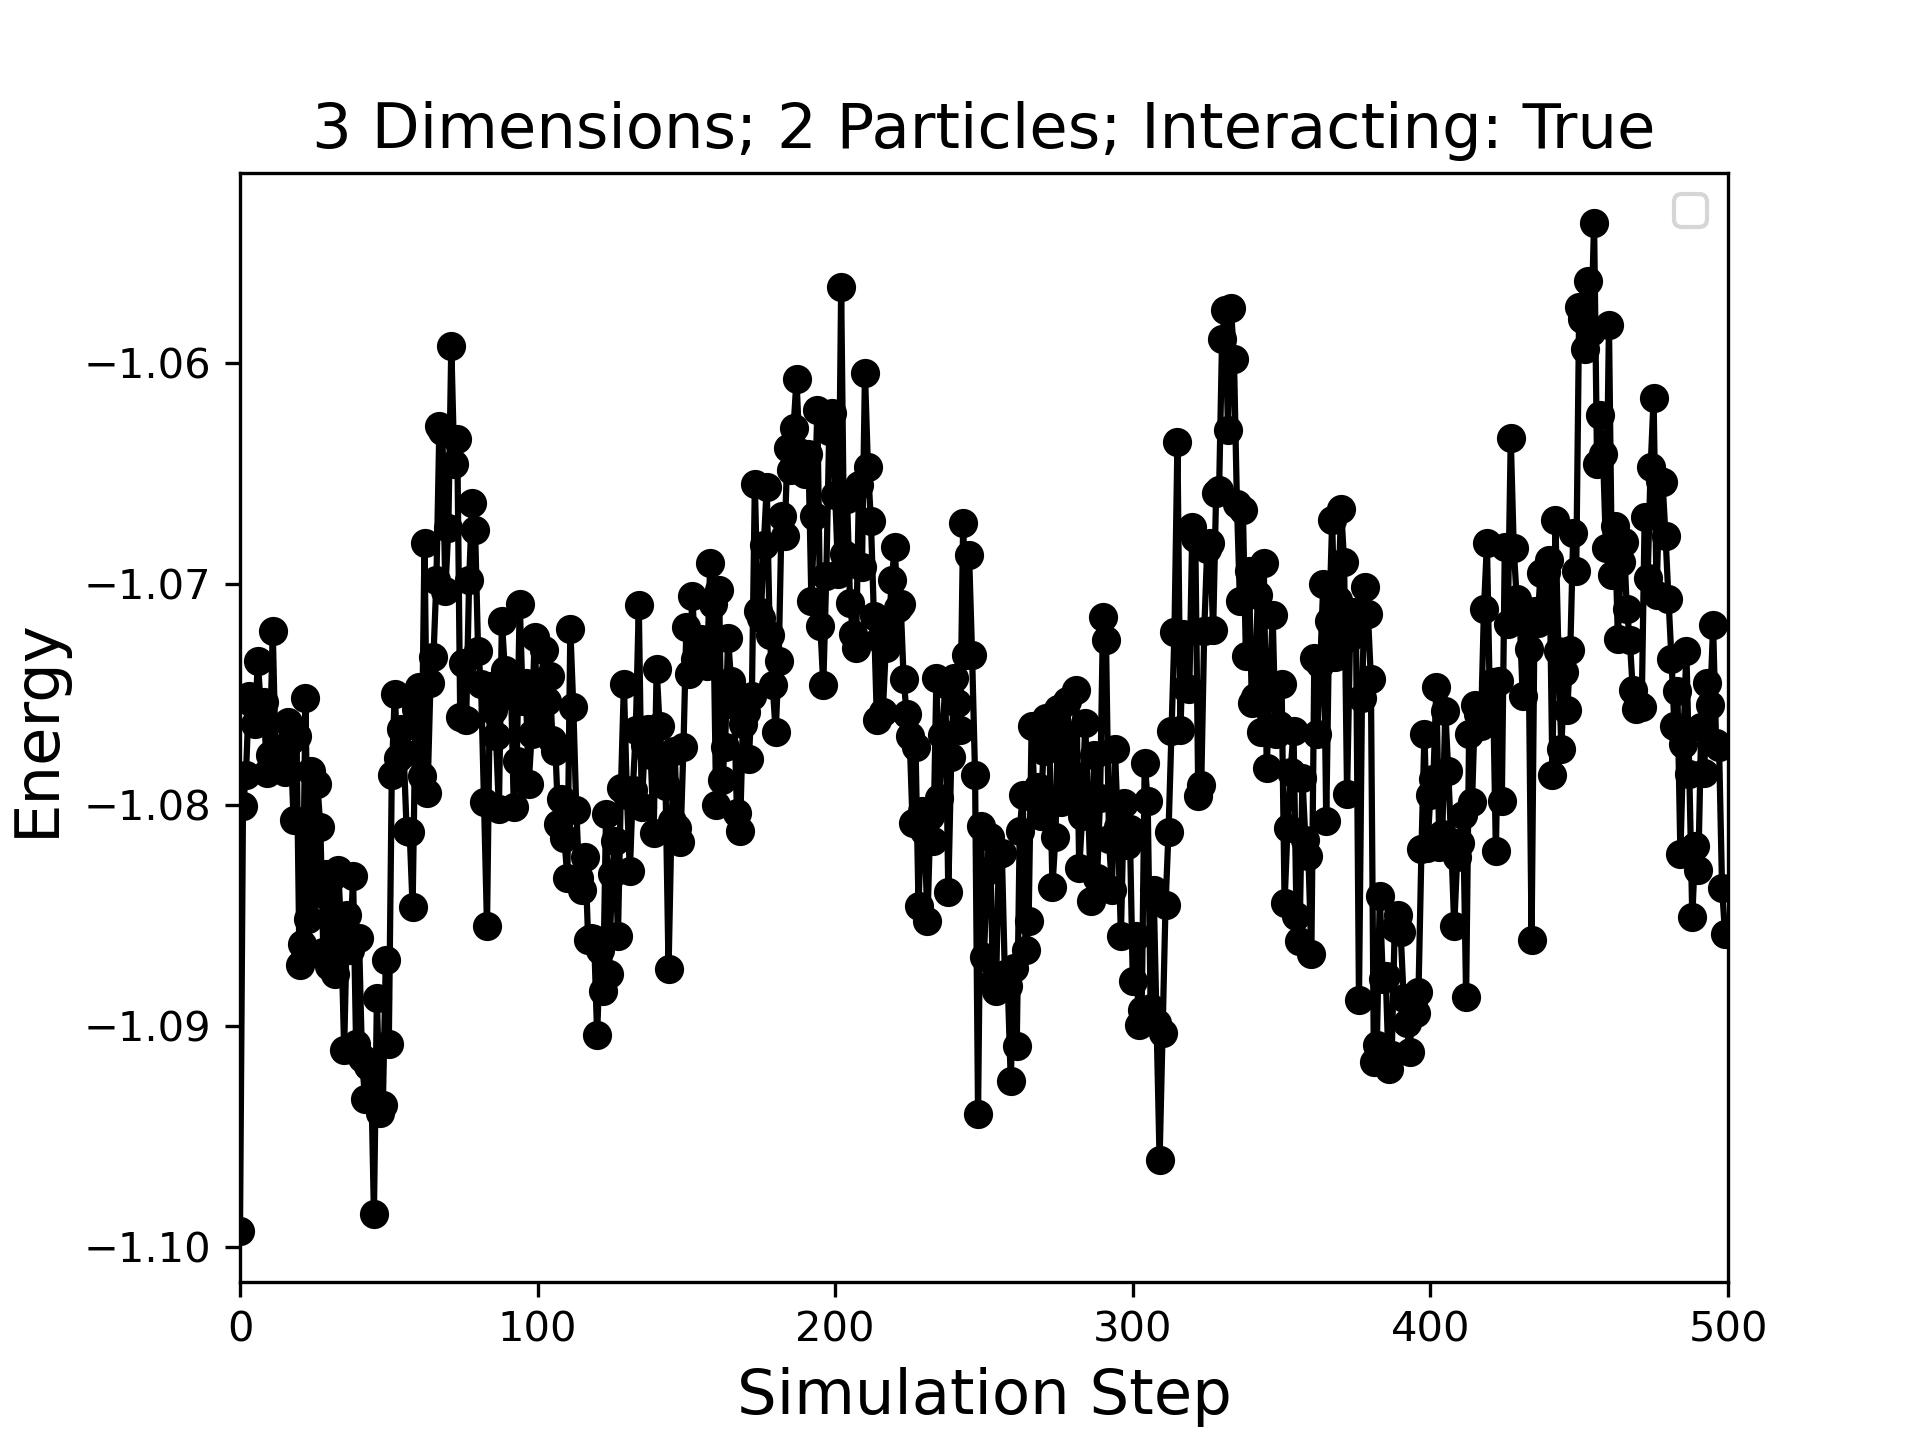 3 Dimensions; 2 Particles; Interacting: True
Energy
−1.06
−1.07
−1.08
−1.09
−1.10
0 100 200 300 400 500
Simulation Step